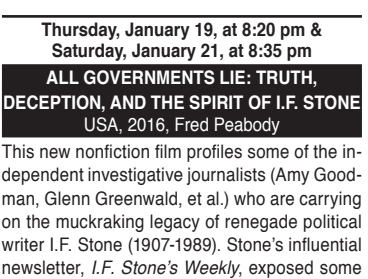 Thursday, January 19, at 8:20 pm &
Saturday, January 21, at 8:35 pm
ALL GOVERNMENTS LIE: TRUTH,
DECEPTION, AND THE SPIRIT OF I.F. STONE
USA, 2016, Fred Peabody
This new nonfiction film profiles some of the in-
dependent investigative journalists (Amy Good-
man, Glenn Greenwald, et al.) who are carrying
on the muckraking legacy of renegade political
writer I.F. Stone (1907-1989). Stone’s influential
newsletter, I.F. Stone’s Weekly, exposed some